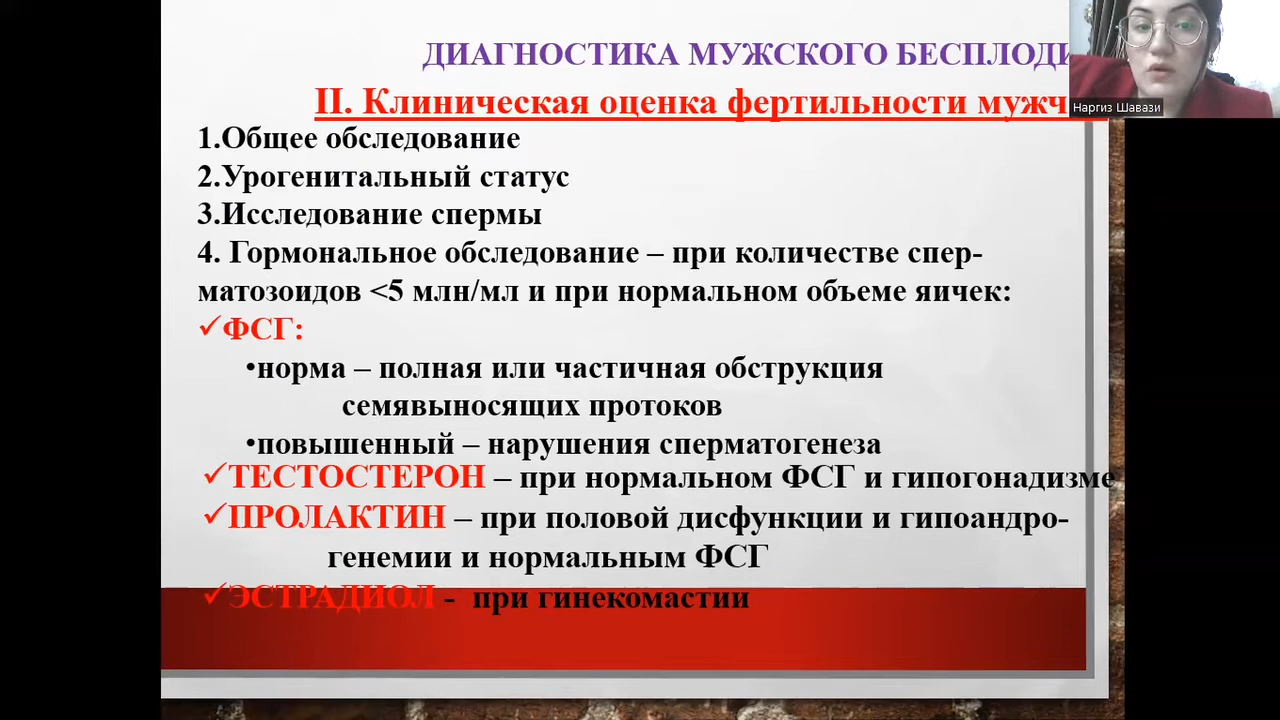 ДИАГНОСТИКА МУЖСКОГО
II. Клиническая оценка фертильности
1.Общее обследование
2.Урогенитальный статус
3.Исследование спермы
4. Гормональное обследование – при количестве спер-
матозоидов <5 млн/мл и при нормальном объеме яичек:
✓ФСГ:
•норма – полная или частичная обструкция
семявыносящих протоков
•повышенный – нарушения сперматогенеза
✓ТЕСТОСТЕРОН – при нормальном ФСГ и гипогонадизме
✓ПРОЛАКТИН – при половой дисфункции и гипоандро-
генемии и нормальным ФСГ
✓ЭСТРАДИОЛ - при гинекомастии
Наргиз Шавази